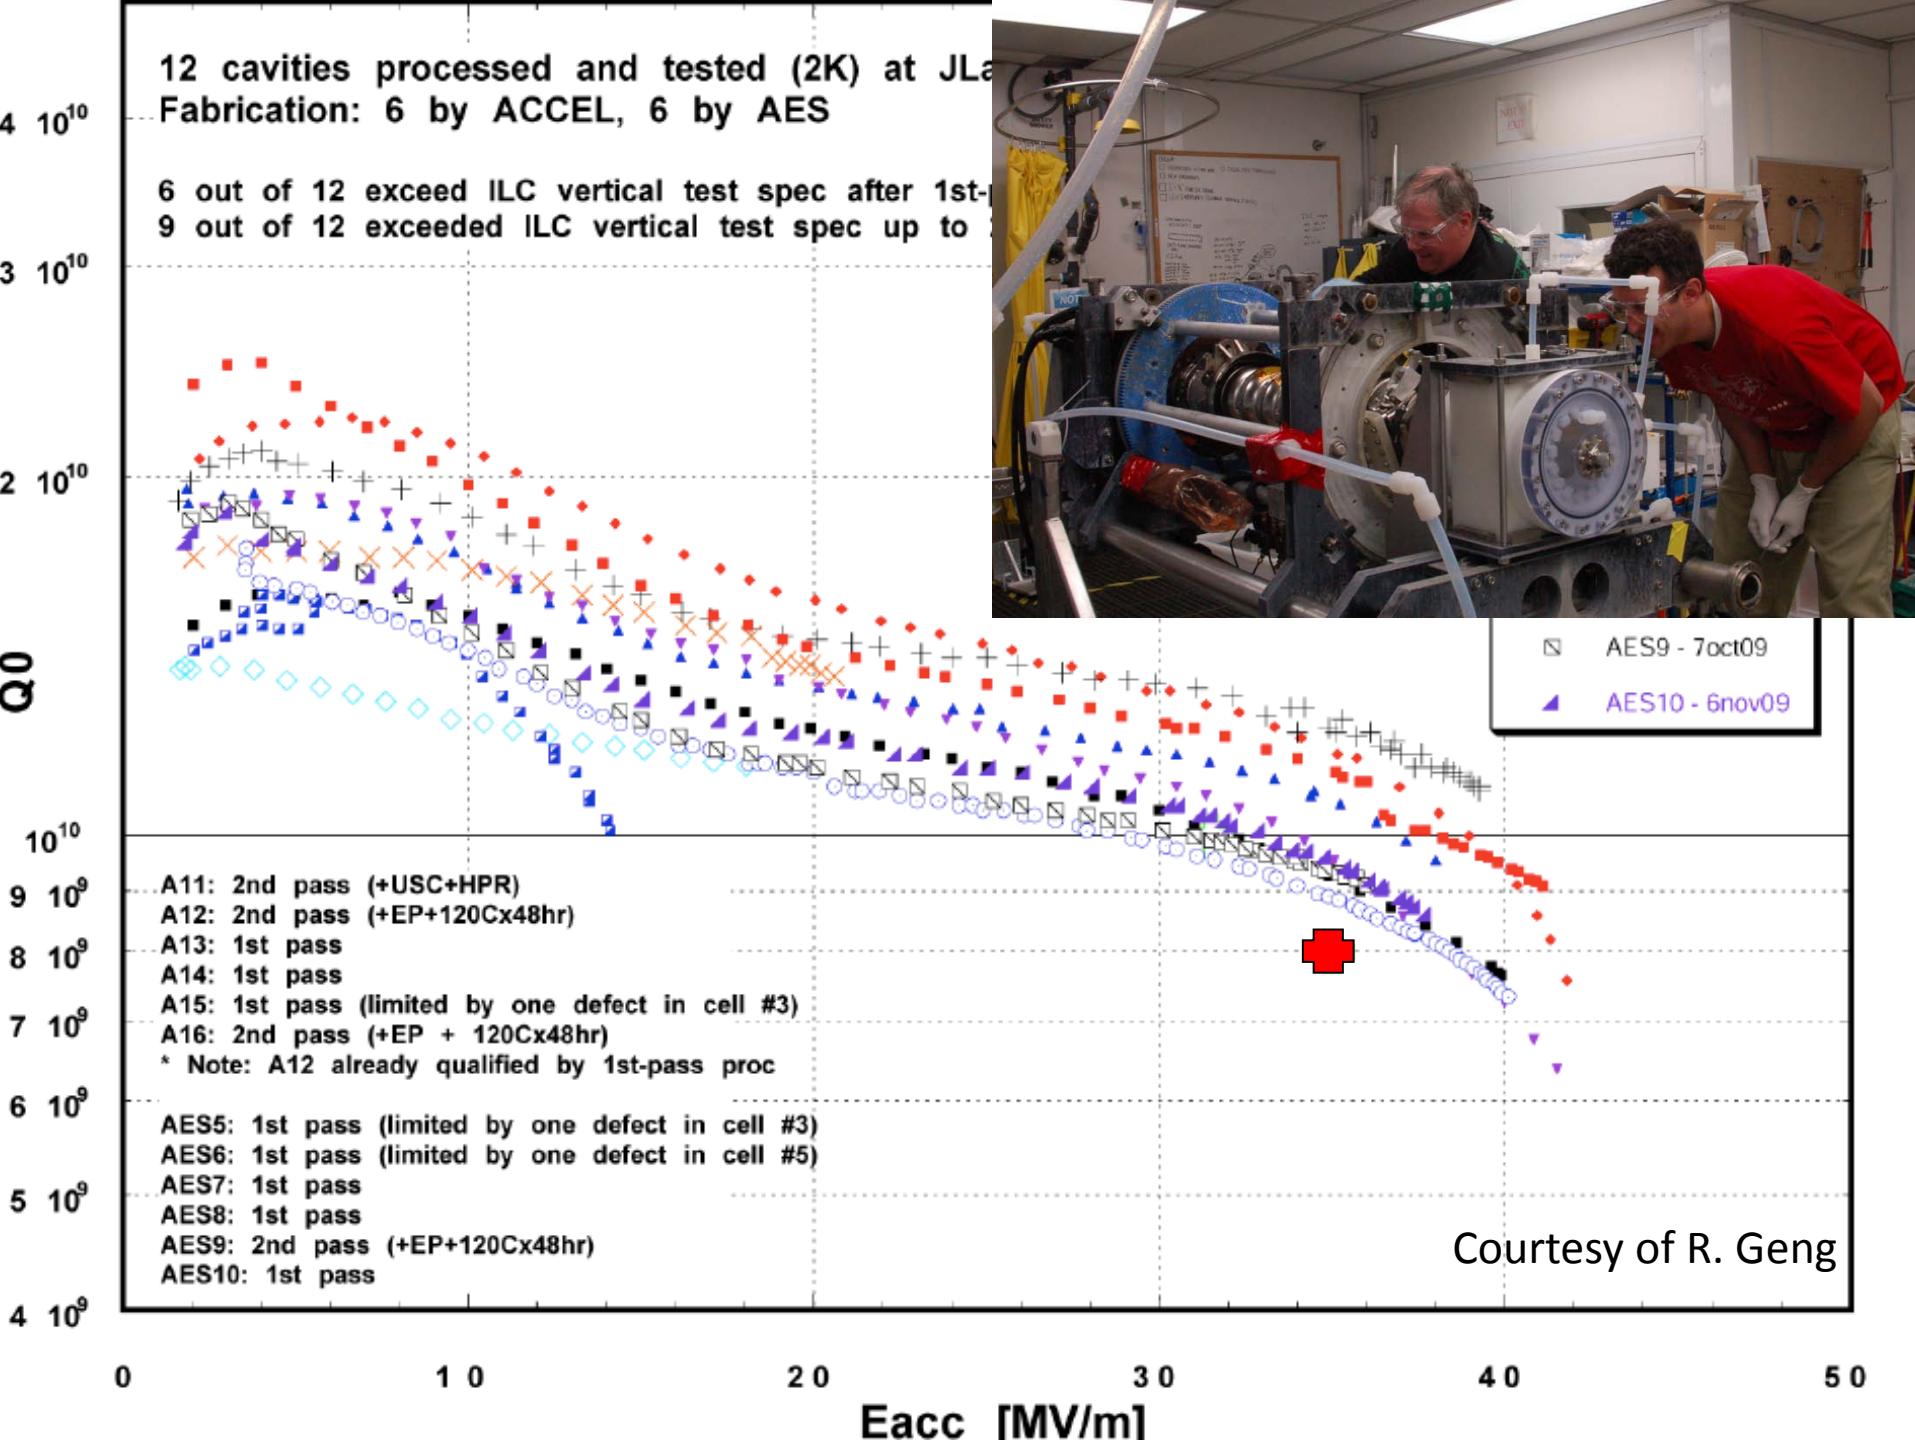 12 cavities processed and tested (2K) at JLa
Fabrication: 6 by ACCEL, 6 by AES
6 out of 12 exceed ILC vertical test spec after 1st-
9 out of 12 exceeded ILC vertical test spec up to
4 10^10
3 10^10
2 10^10
10^10
9 10^9
8 10^9
7 10^9
6 10^9
5 10^9
4 10^9
Q0
NOT
EXIT
NOT
AES9 - 7oct09
AES10 - 6nov09
A11: 2nd pass (+USC+HPR)
A12: 2nd pass (+EP+120Cx48hr)
A13: 1st pass
A14: 1st pass
A15: 1st pass (limited by one defect in cell #3)
A16: 2nd pass (+EP + 120Cx48hr)
* Note: A12 already qualified by 1st-pass proc
AES5: 1st pass (limited by one defect in cell #3)
AES6: 1st pass (limited by one defect in cell #5)
AES7: 1st pass
AES8: 1st pass
AES9: 2nd pass (+EP+120Cx48hr)
AES10: 1st pass
Courtesy of R. Geng
0 10 20 30 40 50
Eacc [MV/m]